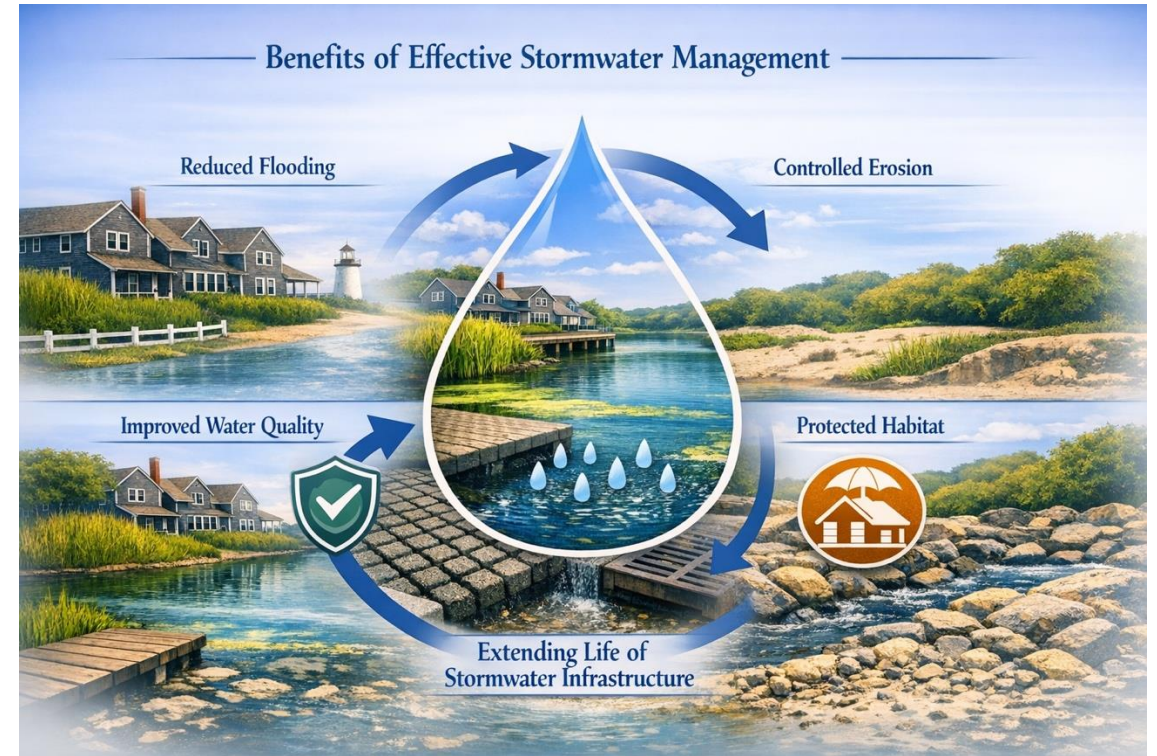 Benefits of Effective Stormwater Management
Reduced Flooding
Controlled Erosion
Improved Water Quality
Protected Habitat
Extending Life of
Stormwater Infrastructure